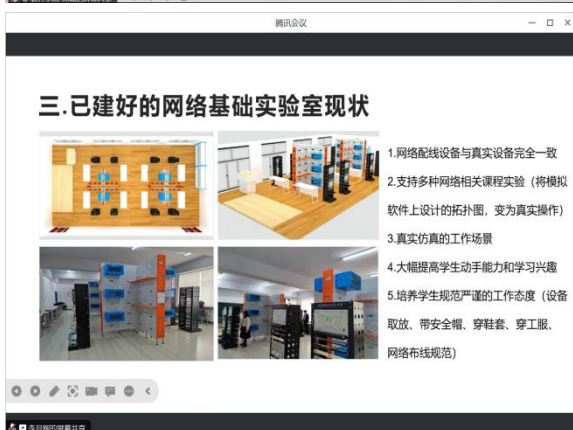 腾讯会议
三.已建好的网络基础实验室现状
1.网络配线设备与真实设备完全一致
2.支持多种网络相关课程实验（将模拟
软件上设计的拓扑图，变为真实操作）
3.真实仿真的工作场景
4.大幅提高学生动手能力和学习兴趣
5.培养学生规范严谨的工作态度（设备
取放、带安全帽、穿鞋套、穿工服、
网络布线规范）